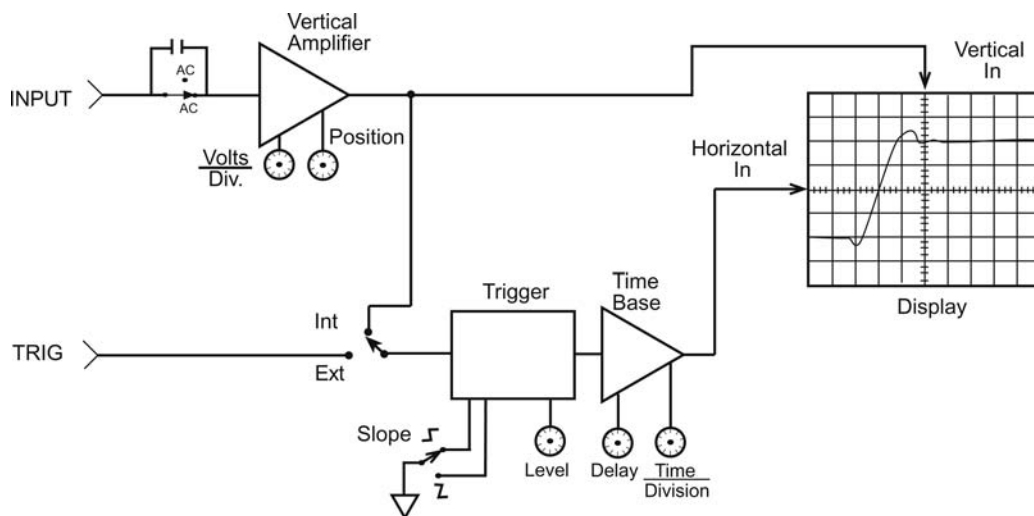 Vertical
Amplifier
AC
AC
INPUT
Volts
Div.
Position
Vertical
In
Horizontal
In
Display
Trigger
Time
Base
Int
Ext
TRIG
Slope
Level
Delay
Time
Division